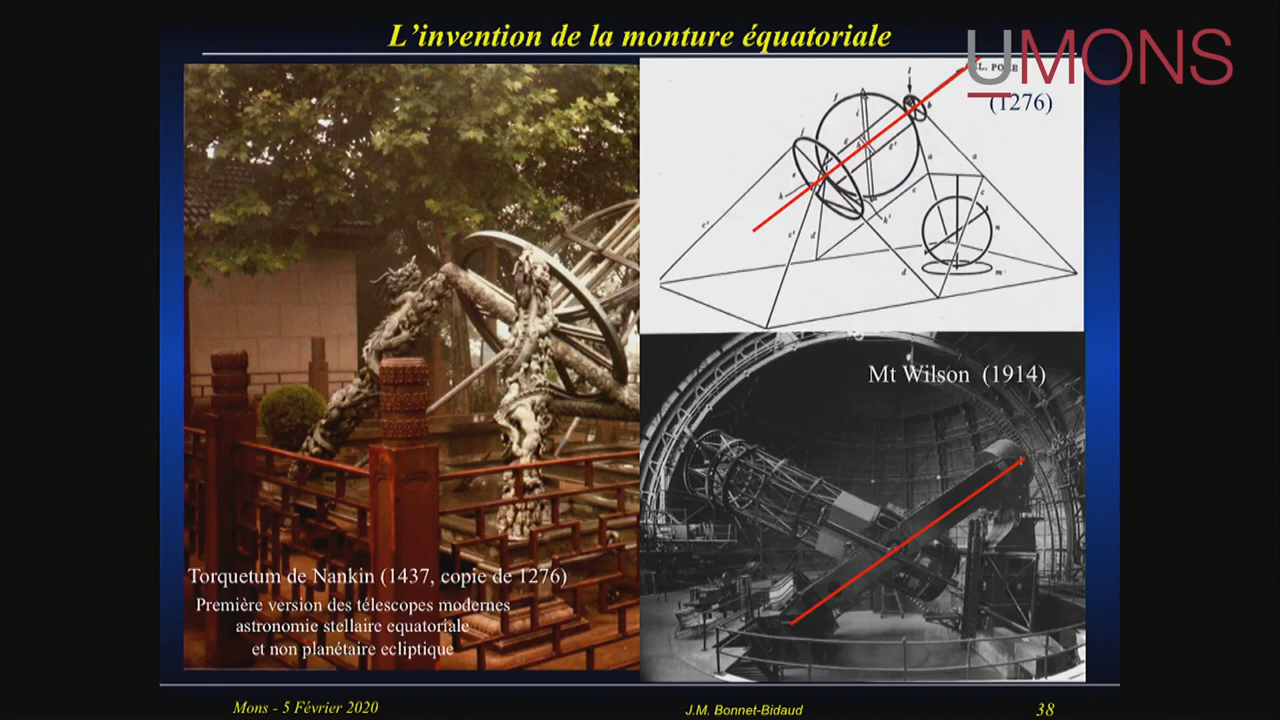 L'invention de la monture équatoriale
UMONS
(1276)
Mt Wilson (1914)
Torquetum de Nankin (1437, copie de 1276)
Première version des télescopes modernes
astronomie stellaire equatoriale
et non planétaire ecliptique
Mons - 5 Février 2020
J.M. Bonnet-Bidaud
38